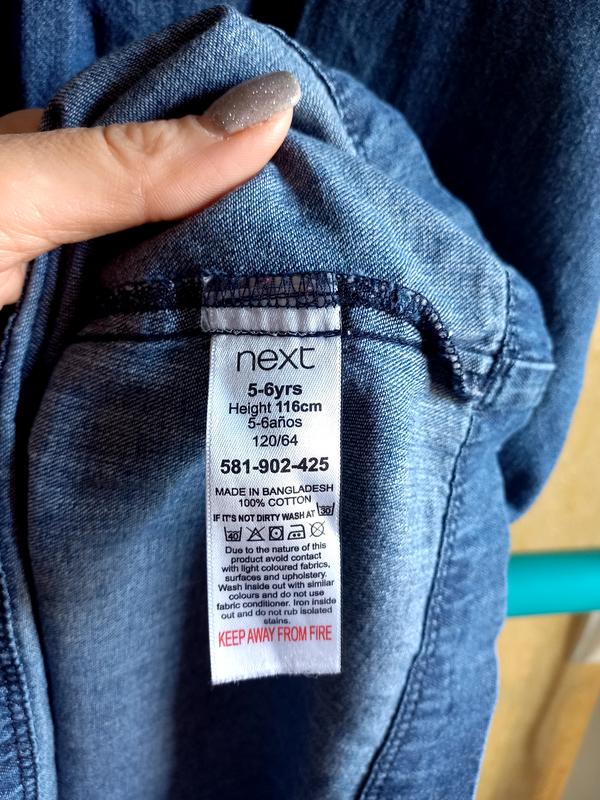 next
5-6yrs
Height 116cm
5-6años
120/64
581-902-425
MADE IN BANGLADESH
100% COTTON
IF IT'S NOT DIRTY WASH AT 30
40
Due to the nature of this
product avoid contact
with light coloured fabrics,
surfaces and upholstery.
Wash inside out with similar
colours and do not use
fabric conditioner. Iron inside
out and do not rub isolated
stains.
KEEP AWAY FROM FIRE